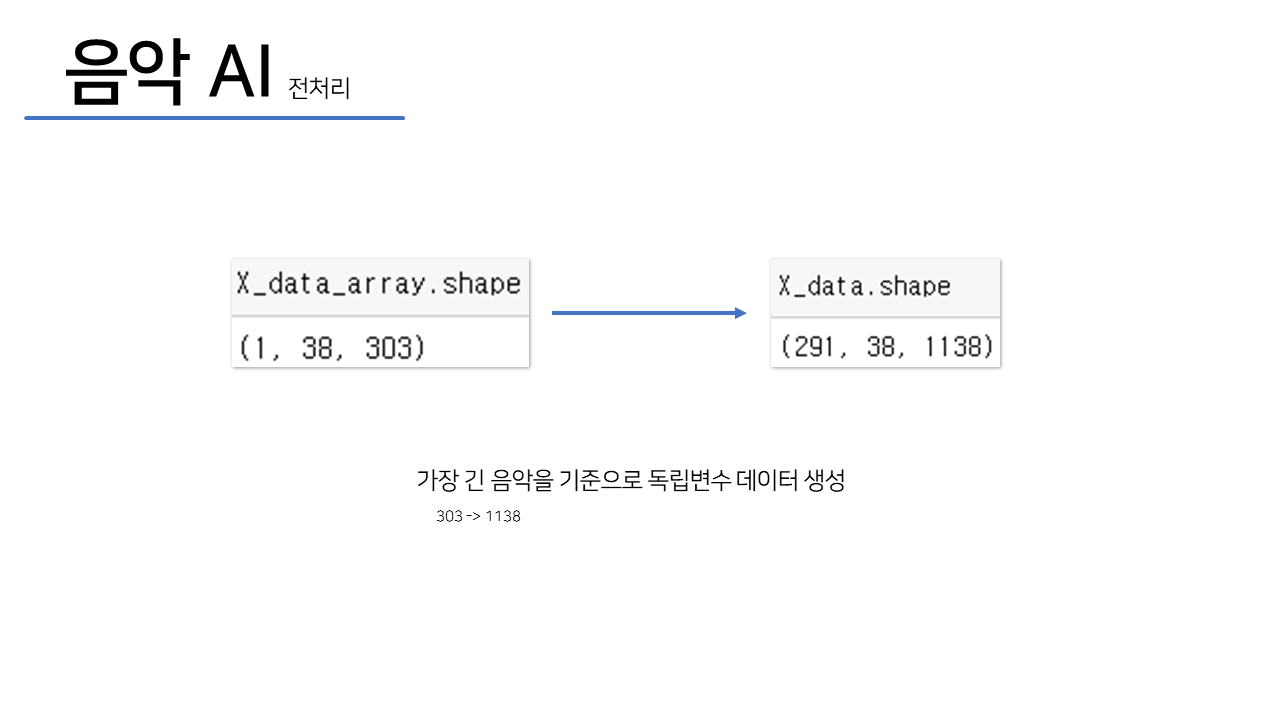 음악 AI 전처리
X_data_array.shape
(1, 38, 303)
X_data.shape
(291, 38, 1138)
가장 긴 음악을 기준으로 독립변수 데이터 생성
303 -> 1138